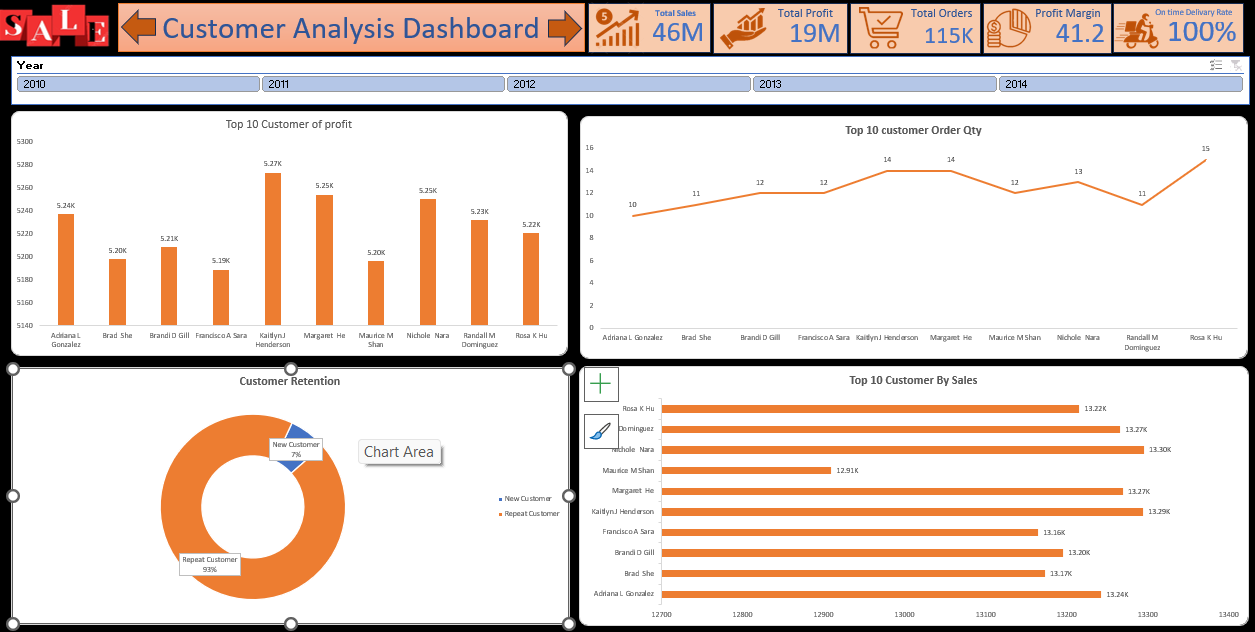 SALE
Customer Analysis Dashboard
5
Total Sales
46M
Total Profit
19M
Total Orders
115K
Profit Margin
41.2
On time Delivary Rate
100%
Year
2010
2011
2012
2013
2014
Top 10 Customer of profit
5300
5280
5260
5240
5220
5200
5180
5160
5140
5.24K
5.20K
5.21K
5.19K
5.27K
5.25K
5.20K
5.25K
5.23K
5.22K
Adriana L
Gonzalez
Brad She
Brandi D Gill
Francisco A Sara
Kaitlyn J
Henderson
Margaret He
Maurice M
Shan
Nichole Nara
Randall M
Dominguez
Rosa K Hu
Top 10 customer Order Qty
16
14
12
10
8
6
4
2
0
10
11
12
12
14
14
12
13
11
15
Adriana L Gonzalez
Brad She
Brandi D Gill
Francisco A Sara
Kaitlyn J Henderson
Margaret He
Maurice M Shan
Nichole Nara
Randall M
Dominguez
Rosa K Hu
Customer Retention
New Customer
7%
Chart Area
Repeat Customer
93%
New Customer
Repeat Customer
Top 10 Customer By Sales
Rosa K Hu 13.22K
Dominguez 13.27K
Nichole Nara 13.30K
Maurice M Shan 12.91K
Margaret He 13.27K
Kaitlyn J Henderson 13.29K
Francisco A Sara 13.16K
Brandi D Gill 13.20K
Brad She 13.17K
Adriana L Gonzalez 13.24K
12700 12800 12900 13000 13100 13200 13300 13400